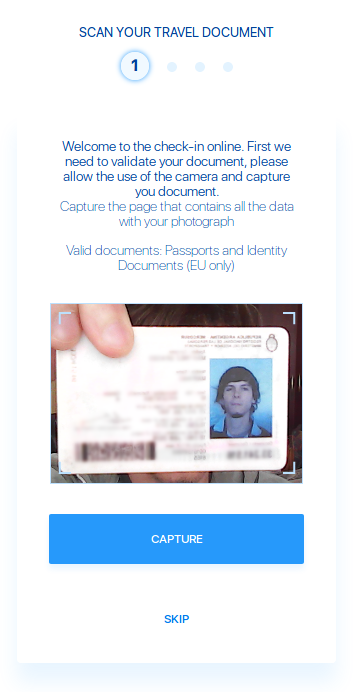 SCAN YOUR TRAVEL DOCUMENT
1
Welcome to the check-in online. First we
need to validate your document, please
allow the use of the camera and capture
you document.
Capture the page that contains all the data
with your photograph
Valid documents: Passports and Identity
Documents (EU only)
CAPTURE
SKIP